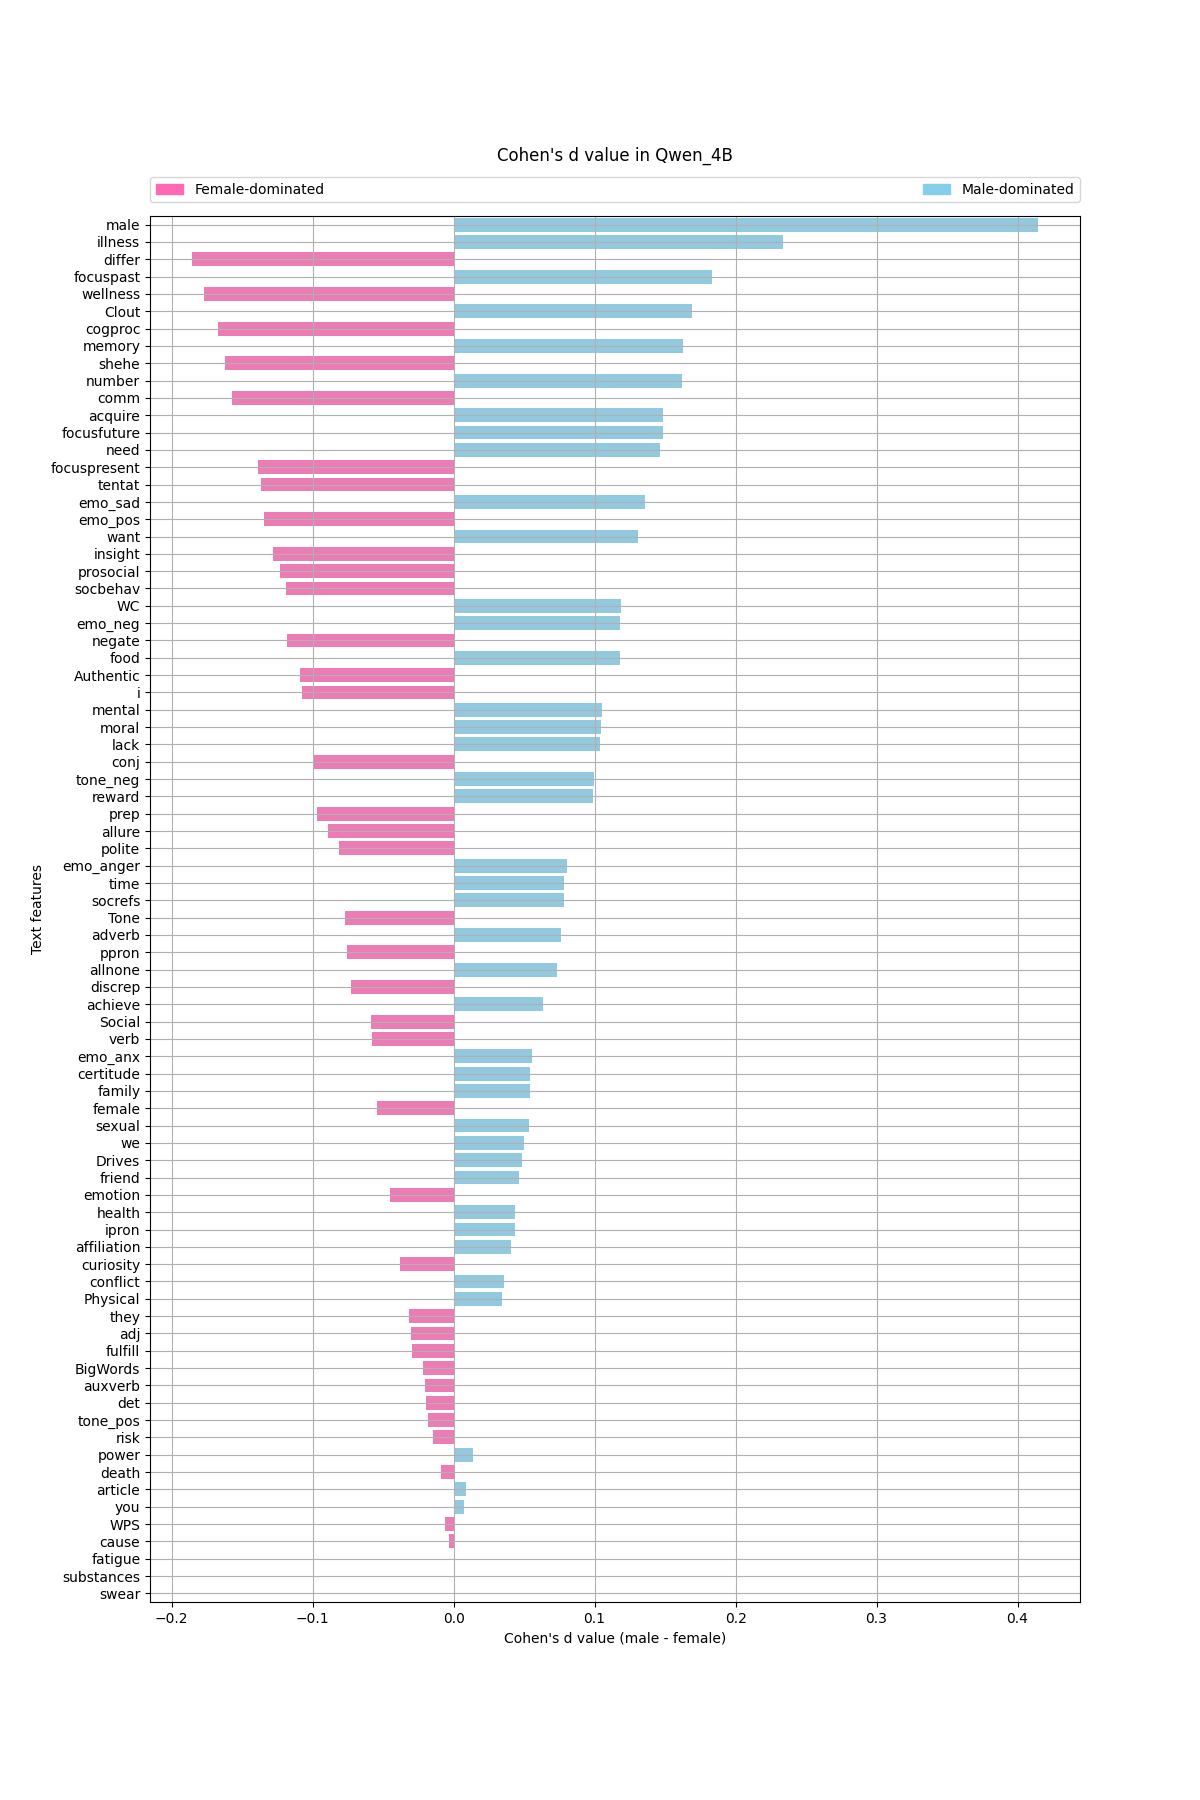 Cohen's d value in Qwen_4B
Female-dominated
Male-dominated
male
illness
differ
focuspast
wellness
Clout
cogproc
memory
shehe
number
comm
acquire
focusfuture
need
focuspresent
tentat
emo_sad
emo_pos
want
insight
prosocial
socbehav
WC
emo_neg
negate
food
Authentic
i
mental
moral
lack
conj
tone_neg
reward
prep
allure
polite
emo_anger
time
socrefs
Tone
adverb
ppron
allnone
discrep
achieve
Social
verb
emo_anx
certitude
family
female
sexual
we
Drives
friend
emotion
health
ipron
affiliation
curiosity
conflict
Physical
they
adj
fulfill
BigWords
auxverb
det
tone_pos
risk
power
death
article
you
WPS
cause
fatigue
substances
swear
Text features
−0.2 −0.1 0.0 0.1 0.2 0.3 0.4
Cohen's d value (male - female)